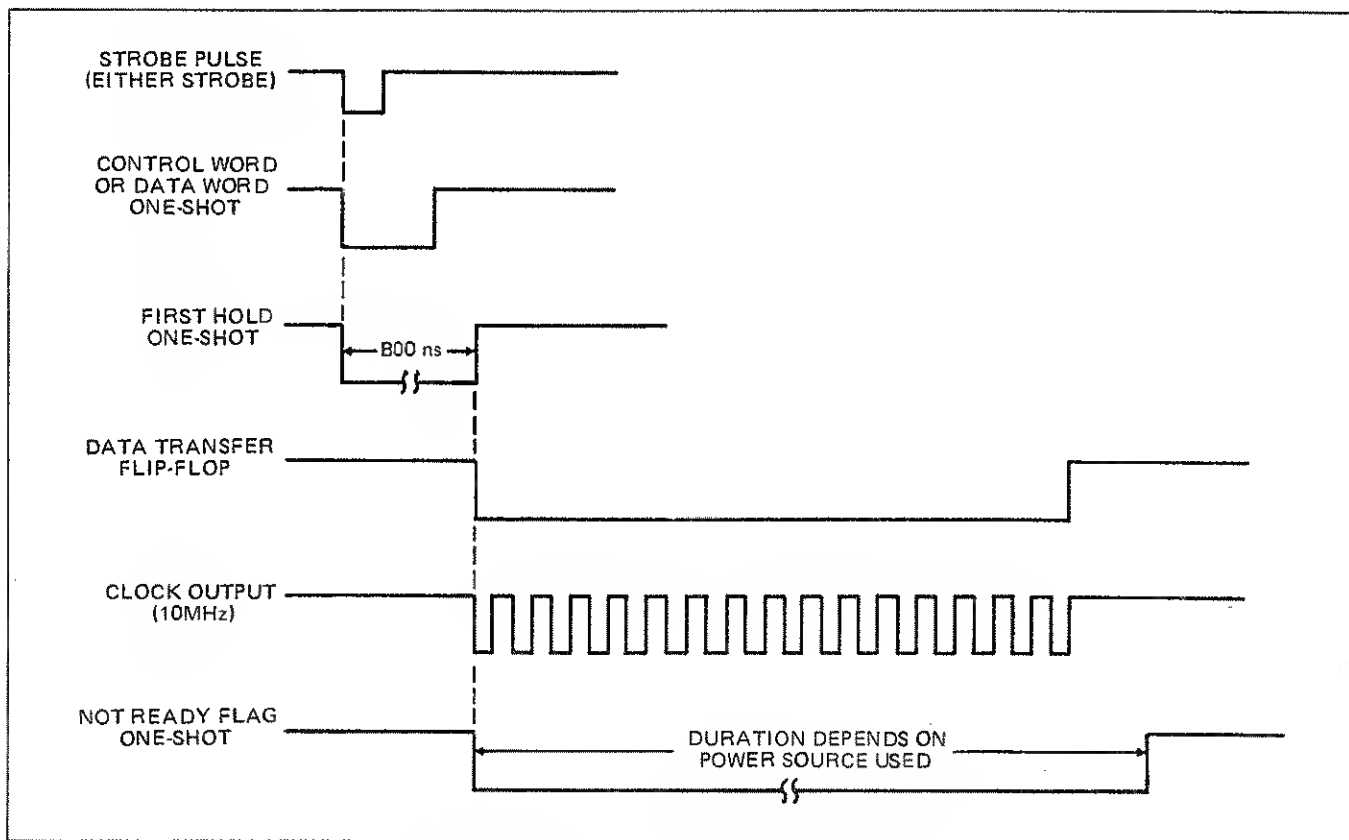 STROBE PULSE
(EITHER STROBE)
CONTROL WORD
OR DATA WORD
ONE-SHOT
FIRST HOLD
ONE-SHOT
800 ns
DATA TRANSFER
FLIP-FLOP
CLOCK OUTPUT
(10MHz)
NOT READY FLAG
ONE-SHOT
DURATION DEPENDS ON
POWER SOURCE USED